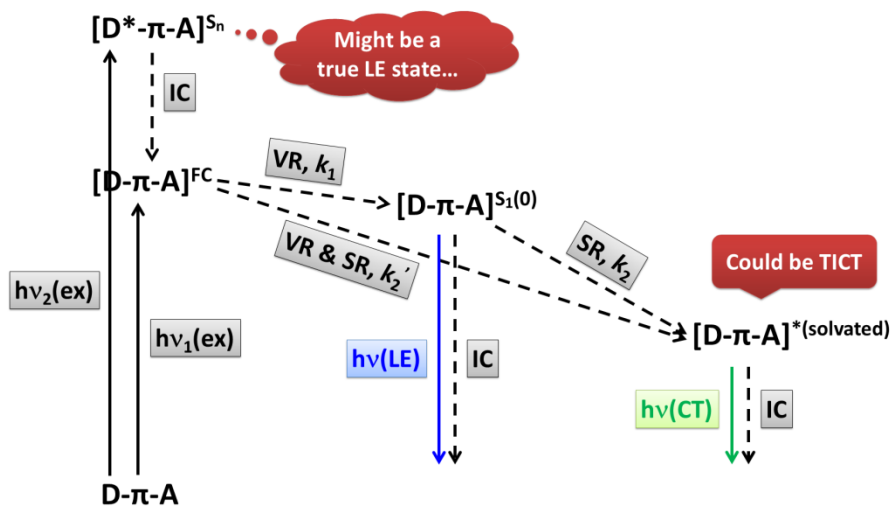 [D*-π-A]^Sn
Might be a
true LE state…
IC
[D-π-A]^FC
VR, k₁
[D-π-A]^S₁(0)
VR & SR, k₂’
SR, k₂
Could be TICT
hν₂(ex)
hν₁(ex)
[D-π-A]^*(solvated)
hν(LE)
IC
hν(CT)
IC
D-π-A